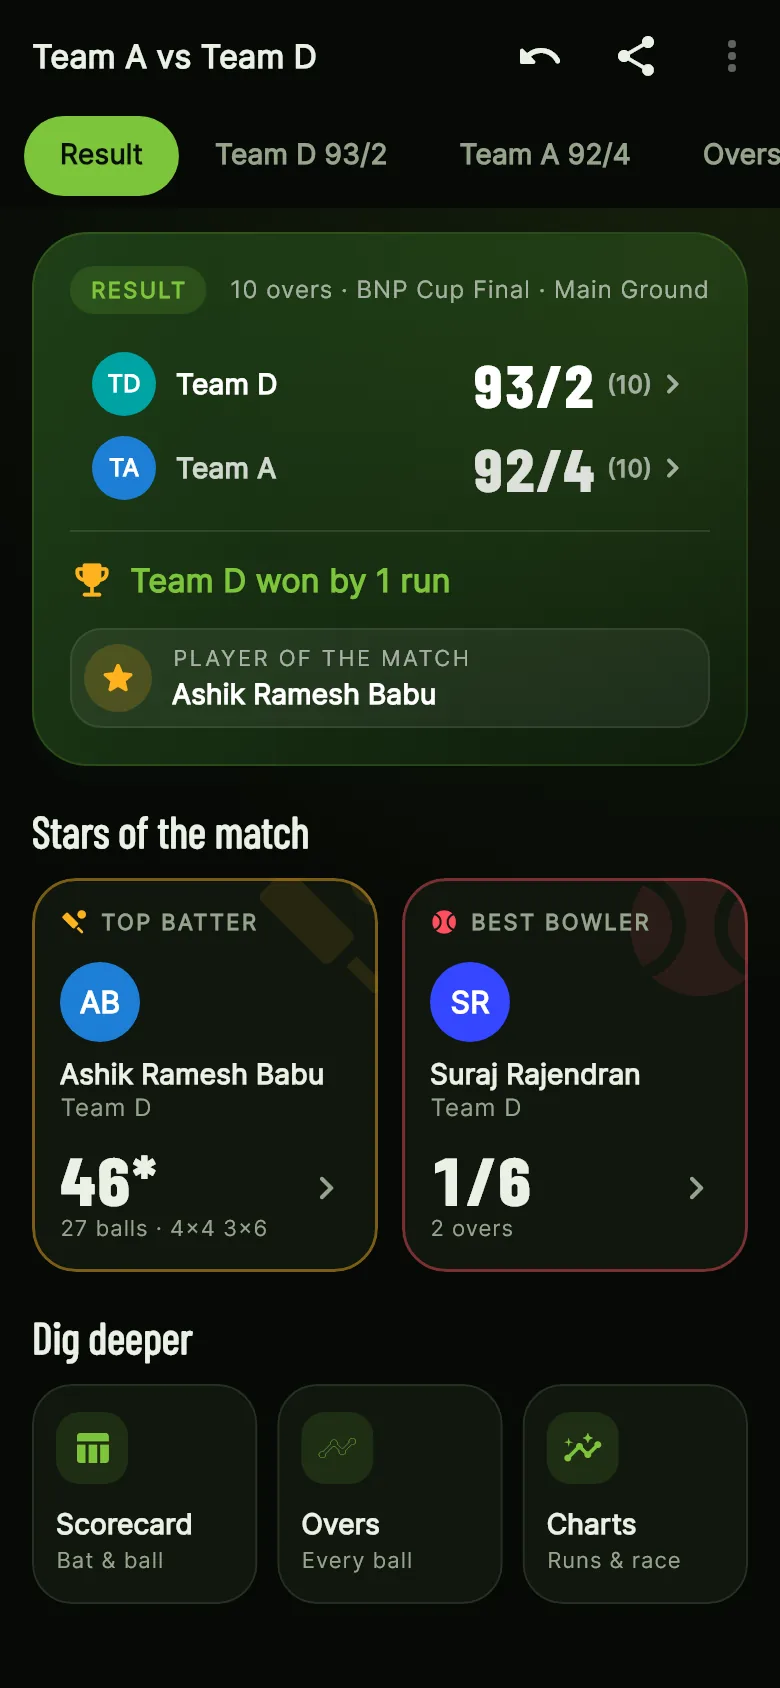 Team A vs Team D
Result
Team D 93/2
Team A 92/4
Overs
RESULT
10 overs · BNP Cup Final · Main Ground
TD Team D 93/2 (10)
TA Team A 92/4 (10)
Team D won by 1 run
PLAYER OF THE MATCH
Ashik Ramesh Babu
Stars of the match
TOP BATTER
AB
Ashik Ramesh Babu
Team D
46*
27 balls · 4×4 3×6
BEST BOWLER
SR
Suraj Rajendran
Team D
1/6
2 overs
Dig deeper
Scorecard
Bat & ball
Overs
Every ball
Charts
Runs & race